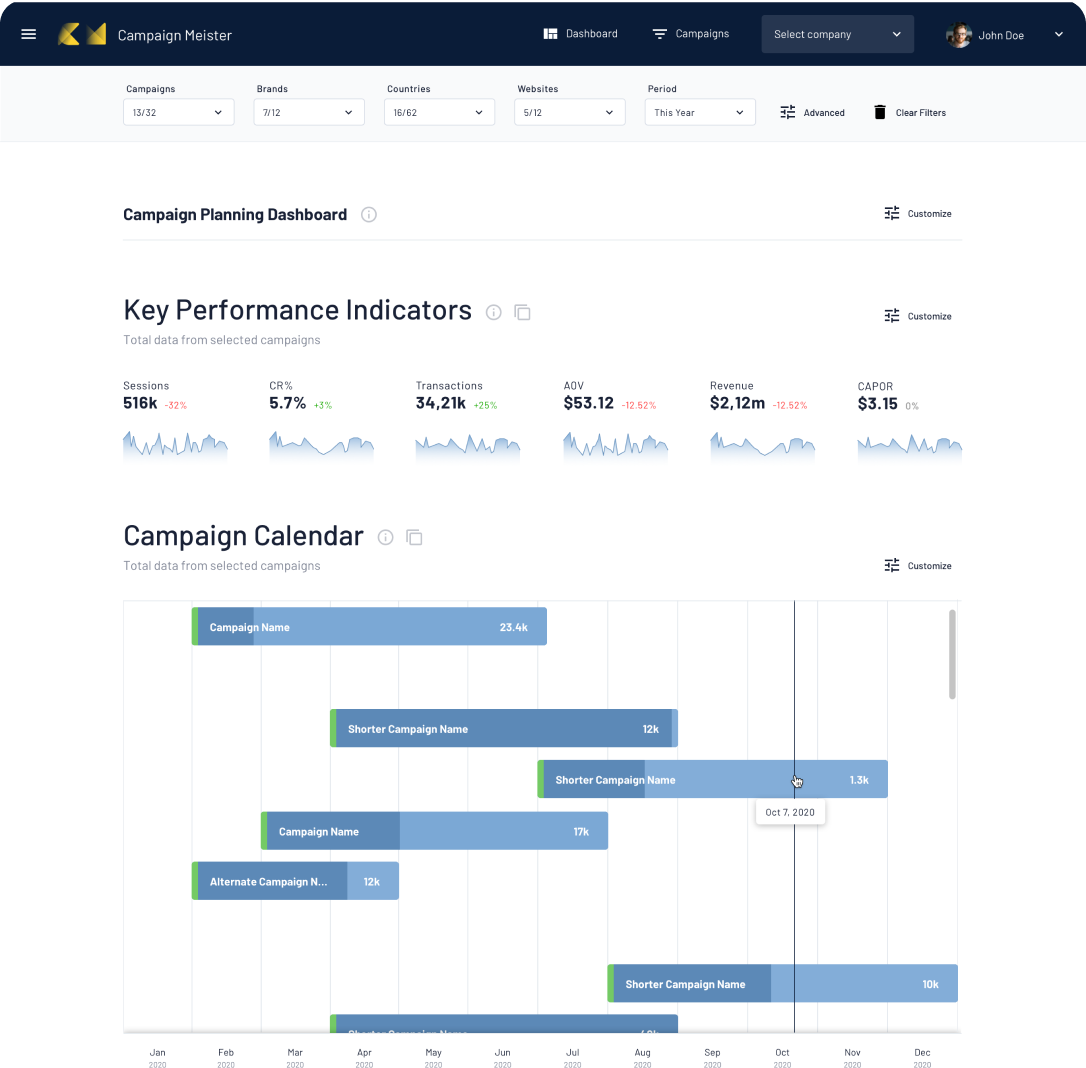 Campaign Meister
Dashboard
Campaigns
Select company
John Doe
Campaigns
Brands
Countries
Websites
Period
13/32
7/12
16/62
5/12
This Year
Advanced
Clear Filters
Campaign Planning Dashboard
Customize
Key Performance Indicators
Customize
Total data from selected campaigns
Sessions
516k -32%
CR%
5.7% +3%
Transactions
34,21k +25%
AOV
$53.12 -12.52%
Revenue
$2,12m -12.52%
CAPOR
$3.15 0%
Campaign Calendar
Total data from selected campaigns
Customize
Campaign Name 23.4k
Shorter Campaign Name 12k
Shorter Campaign Name 1.3k
Oct 7, 2020
Campaign Name 17k
Alternate Campaign N... 12k
Shorter Campaign Name 10k
Shorter Campaign Name
Jan Feb Mar Apr May Jun Jul Aug Sep Oct Nov Dec
2020 2020 2020 2020 2020 2020 2020 2020 2020 2020 2020 2020